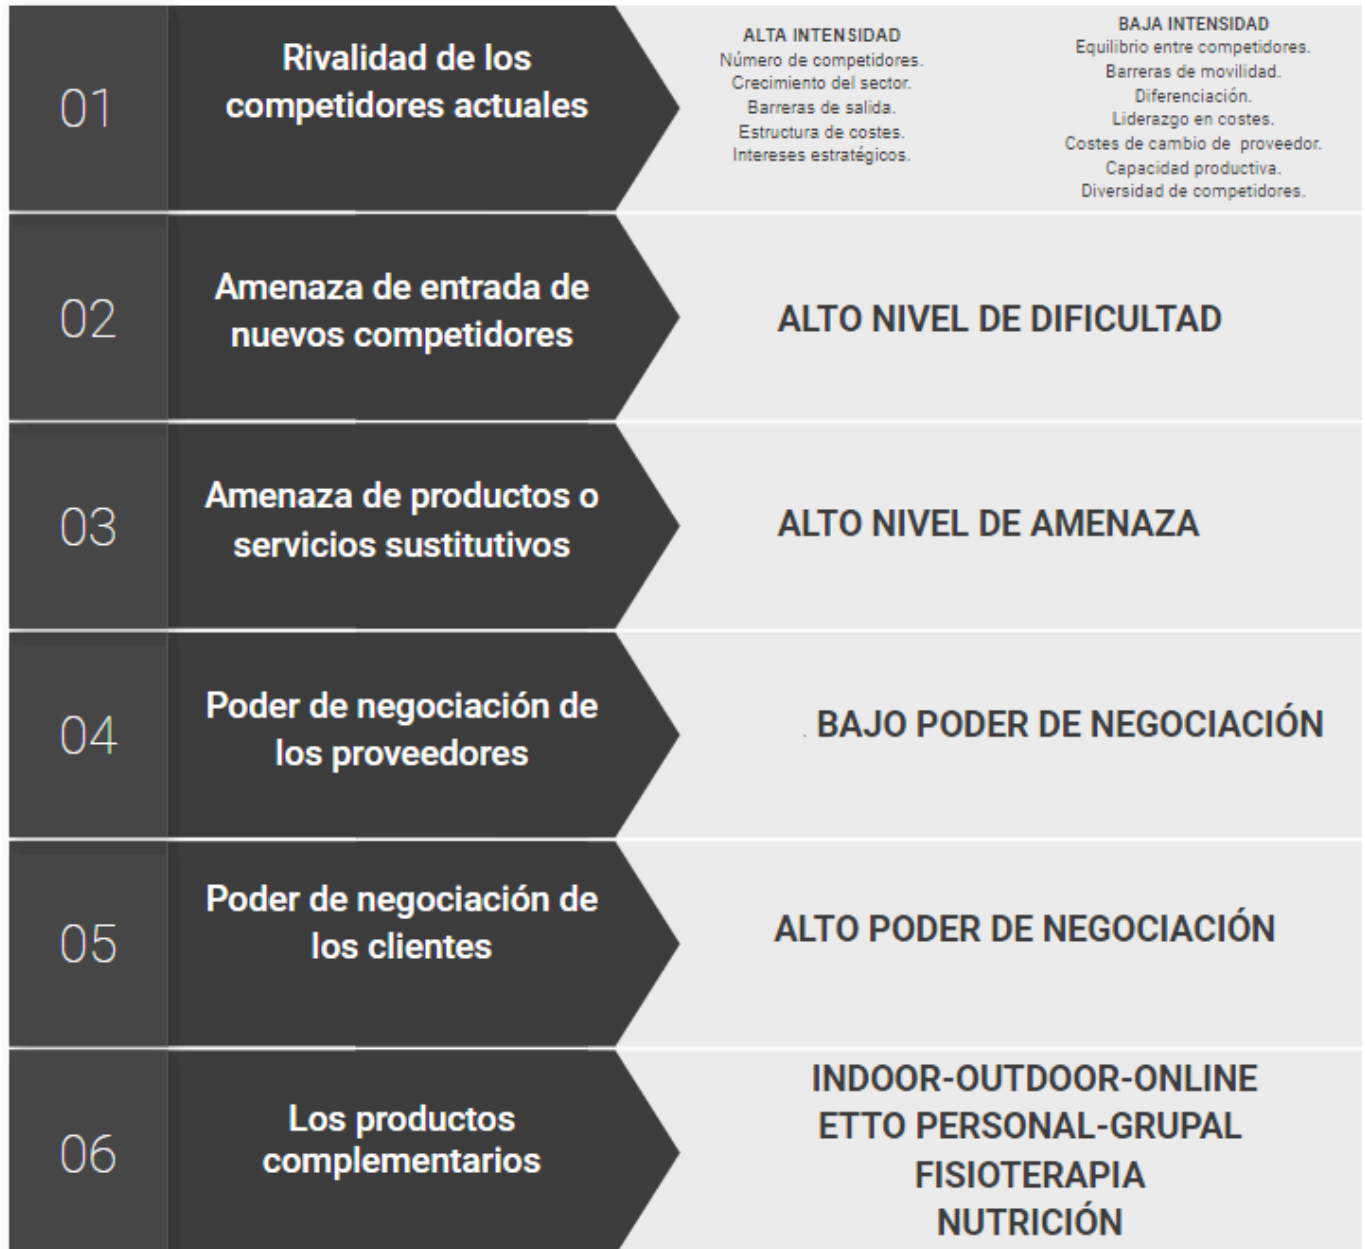 01
Rivalidad de los
competidores actuales
ALTA INTENSIDAD
Número de competidores.
Crecimiento del sector.
Barreras de salida.
Estructura de costes.
Intereses estratégicos.
BAJA INTENSIDAD
Equilibrio entre competidores.
Barreras de movilidad.
Diferenciación.
Liderazgo en costes.
Costes de cambio de proveedor.
Capacidad productiva.
Diversidad de competidores.
02
Amenaza de entrada de
nuevos competidores
ALTO NIVEL DE DIFICULTAD
03
Amenaza de productos o
servicios sustitutivos
ALTO NIVEL DE AMENAZA
04
Poder de negociación de
los proveedores
. BAJO PODER DE NEGOCIACIÓN
05
Poder de negociación de
los clientes
ALTO PODER DE NEGOCIACIÓN
06
Los productos
complementarios
INDOOR-OUTDOOR-ONLINE
ETTO PERSONAL-GRUPAL
FISIOTERAPIA
NUTRICIÓN